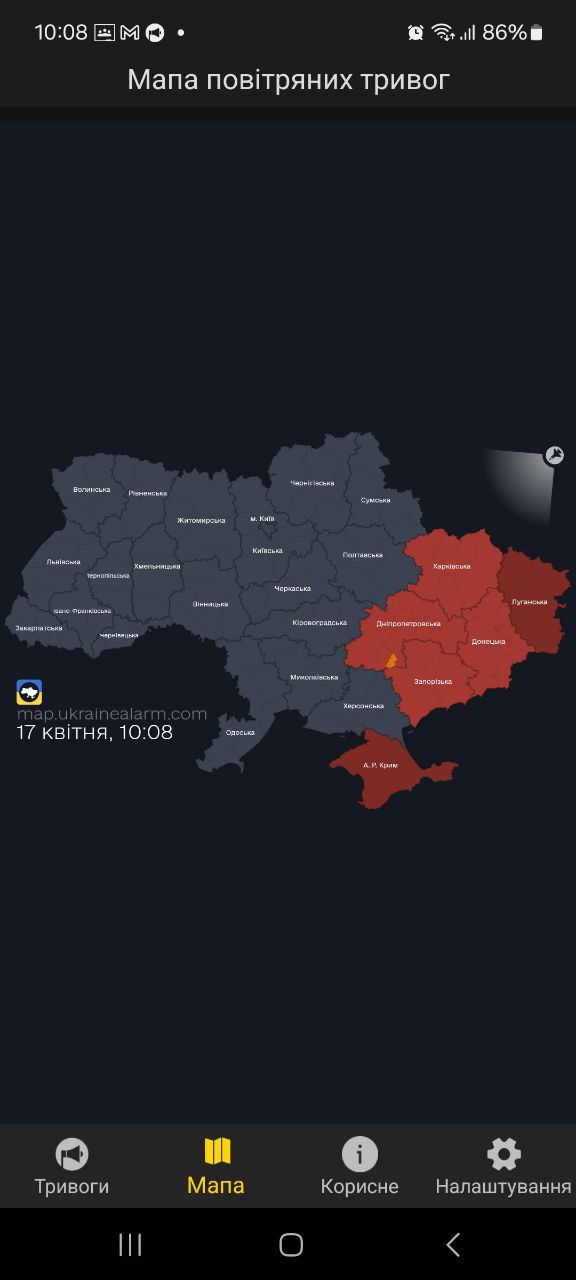 10:08
86%
Мапа повітряних тривог
Чернігівська
Волинська
Рівненська
Сумська
Житомирська
м. Київ
Київська
Полтавська
Львівська
Хмельницька
Харківська
Тернопільська
Черкаська
Луганська
Вінницька
Івано-Франківська
Кіровоградська
Дніпропетровська
Закарпатська
Чернівецька
Донецька
Миколаївська
Запорізька
Херсонська
map.ukrainealarm.com
17 квітня, 10:08
Одеська
А. Р. Крим
Тривоги
Мапа
Корисне
Налаштування